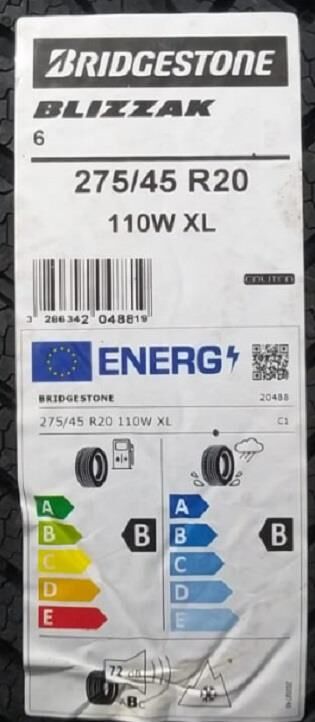 BRIDGESTONE
BLIZZAK
6
275/45 R20
110W XL
3 286342 048819
ENERG
BRIDGESTONE
20488
275/45 R20 110W XL
C1
A
B
C
D
E
B
A
B
C
D
E
B
72 dB
ABC